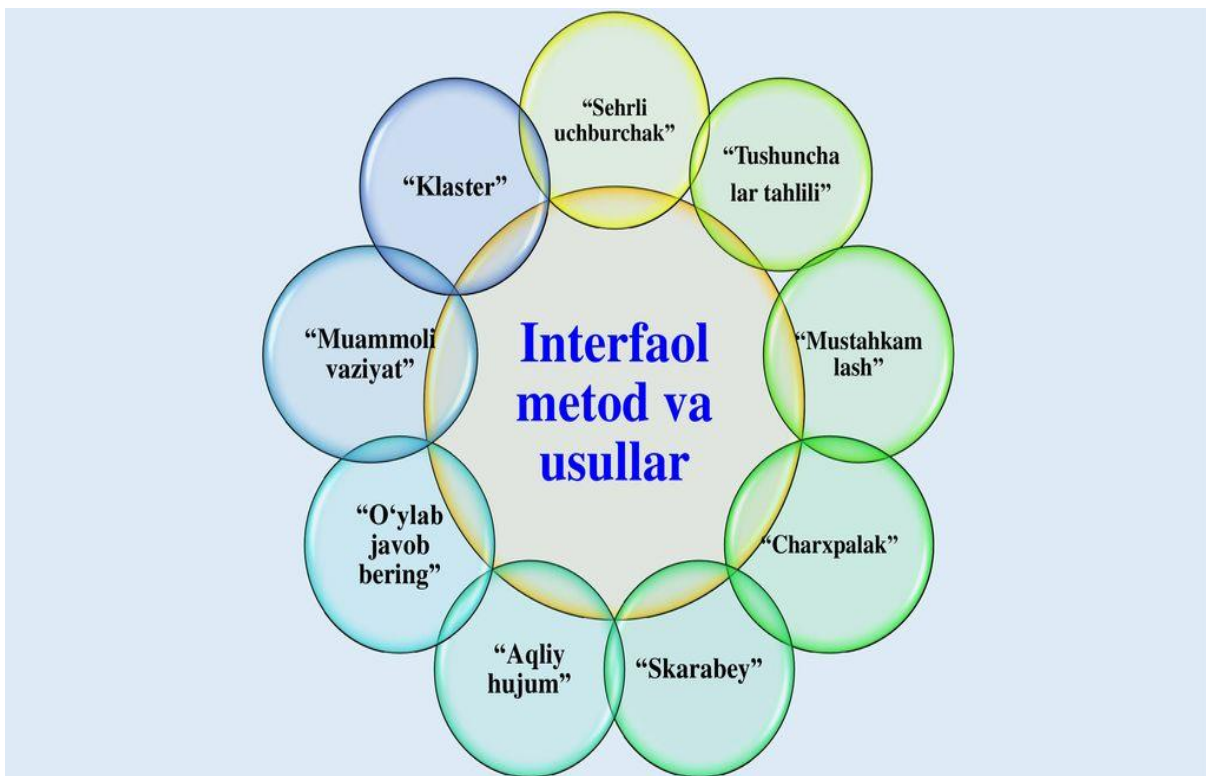 Interfaol
metod va
usullar
“Sehrli
uchburchak”
“Tushuncha
lar tahlili”
“Mustahkam
lash”
“Charxpalak”
“Skarabey”
“Aqliy
hujum”
“O‘ylab
javob
bering”
“Muammoli
vaziyat”
“Klaster”